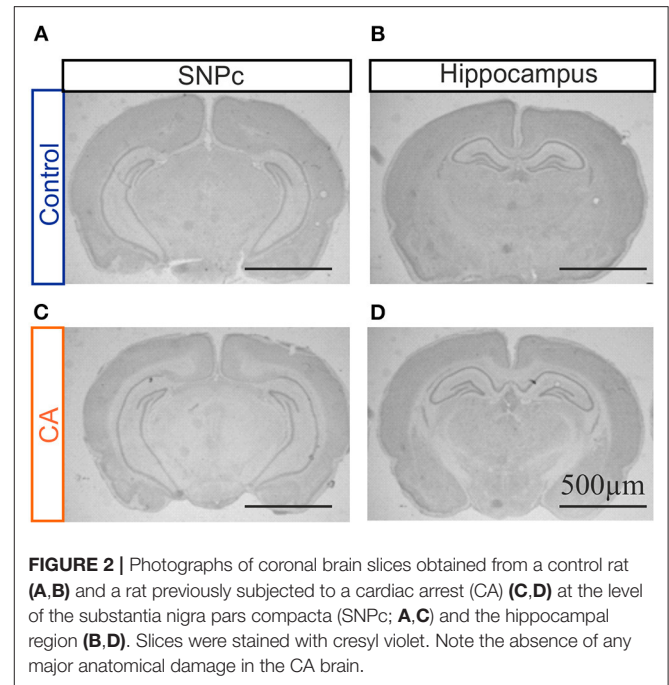 A
B
SNPc
Hippocampus
Control
C
D
CA
500µm
FIGURE 2 | Photographs of coronal brain slices obtained from a control rat
(A,B) and a rat previously subjected to a cardiac arrest (CA) (C,D) at the level
of the substantia nigra pars compacta (SNPc; A,C) and the hippocampal
region (B,D). Slices were stained with cresyl violet. Note the absence of any
major anatomical damage in the CA brain.